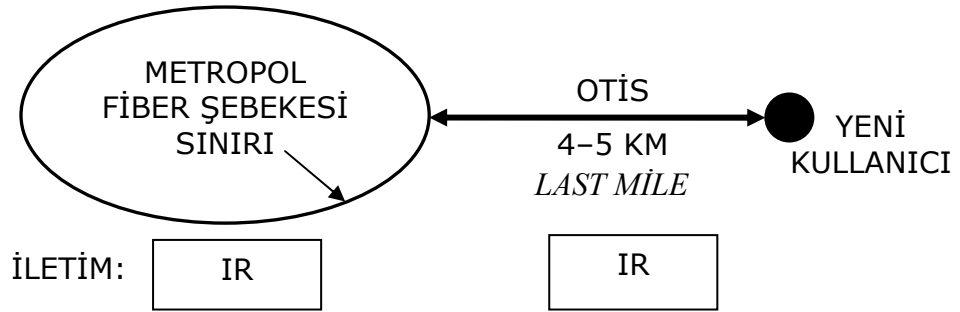 METROPOL
FİBER ŞEBEKESİ
SINIRI
OTİS
4–5 KM
LAST MİLE
YENİ
KULLANICI
İLETİM:
IR
IR